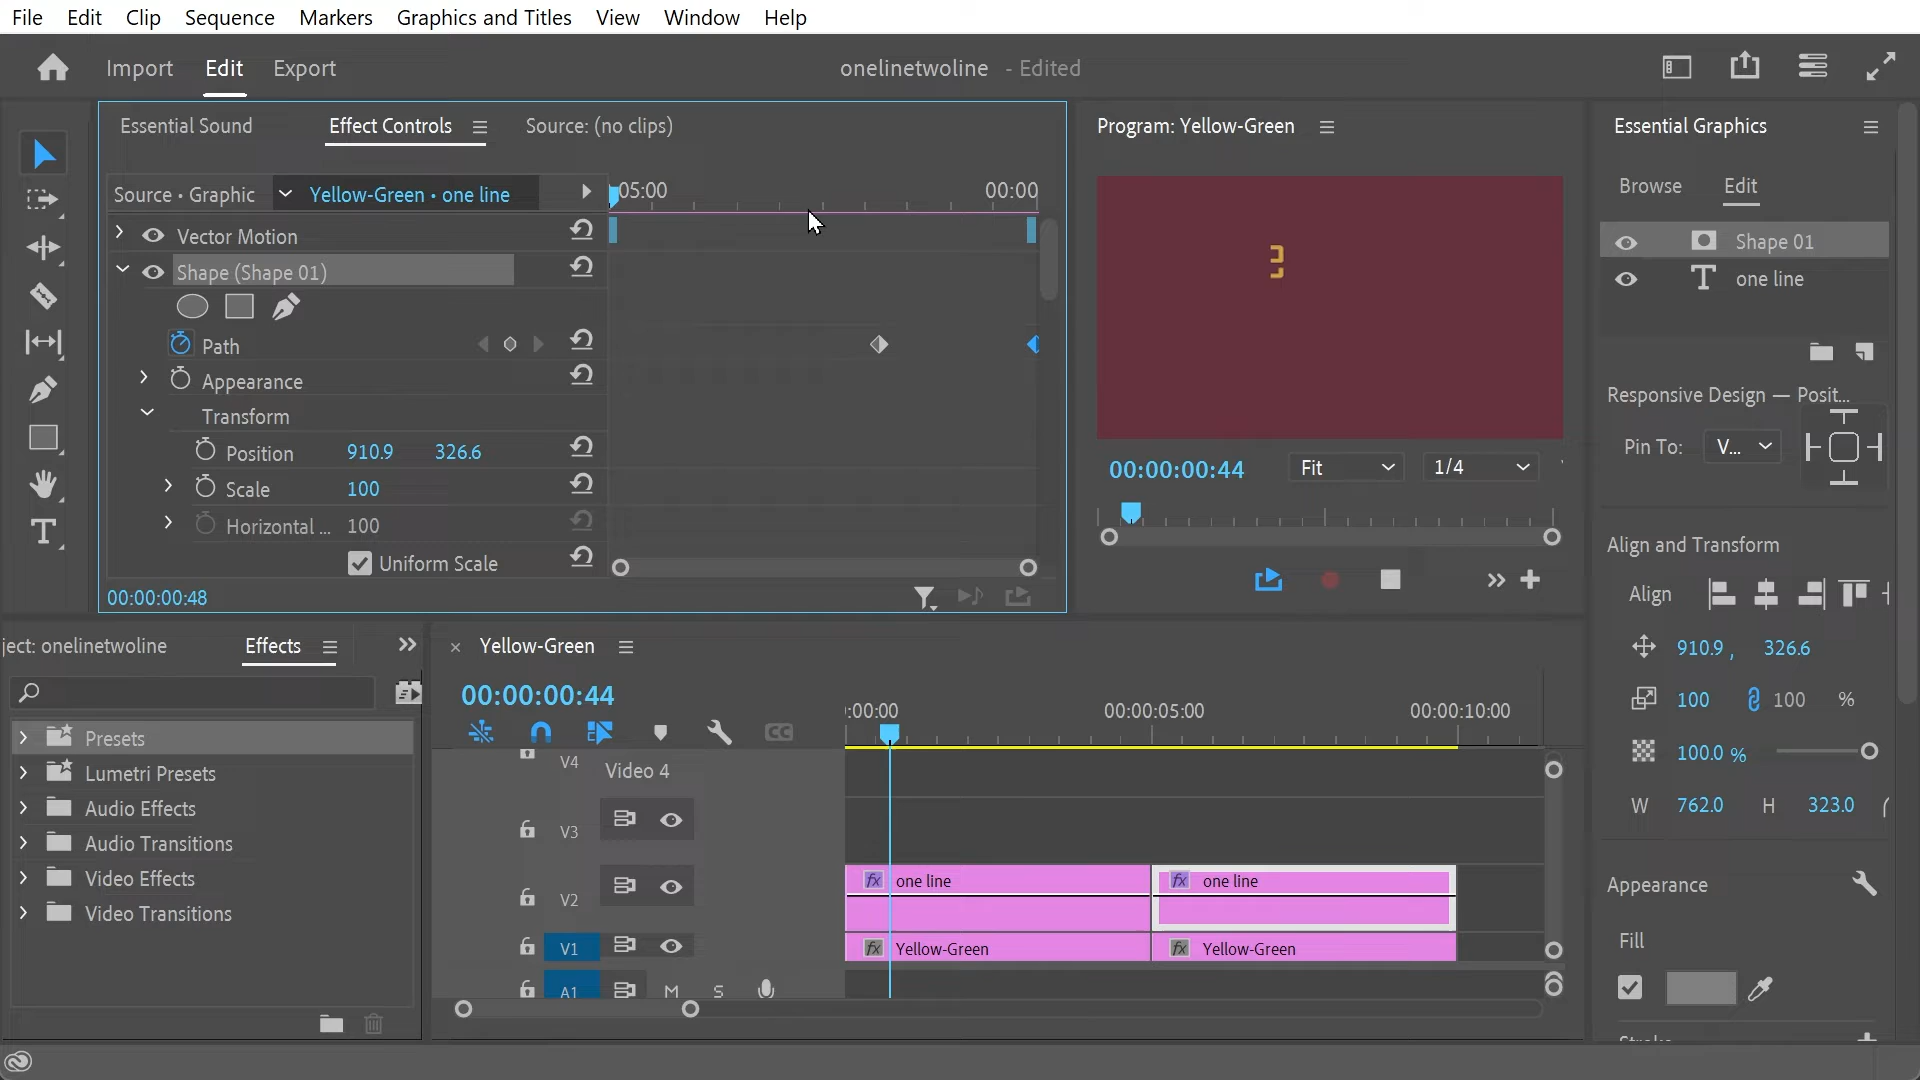 File Edit Clip Sequence Markers Graphics and Titles View Window Help
Import Edit Export
onelinetwoline - Edited
Essential Sound Effect Controls Source: (no clips)
Source • Graphic Yellow-Green • one line
05:00 00:00
Vector Motion
Shape (Shape 01)
Path
Appearance
Transform
Position 910.9 326.6
Scale 100
Horizontal ... 100
Uniform Scale
00:00:00:48
Program: Yellow-Green
00:00:00:44 Fit 1/4
Essential Graphics
Browse Edit
Shape 01
T one line
Responsive Design — Posit...
Pin To: V...
Align and Transform
Align
910.9 , 326.6
100 100 %
100.0 %
W 762.0 H 323.0
Appearance
Fill
ject: onelinetwoline Effects
Presets
Lumetri Presets
Audio Effects
Audio Transitions
Video Effects
Video Transitions
Yellow-Green
00:00:00:44
:00:00 00:00:05:00 00:00:10:00
CC
V4 Video 4
V3
V2
fx one line fx one line
V1
fx Yellow-Green fx Yellow-Green
A1 M S